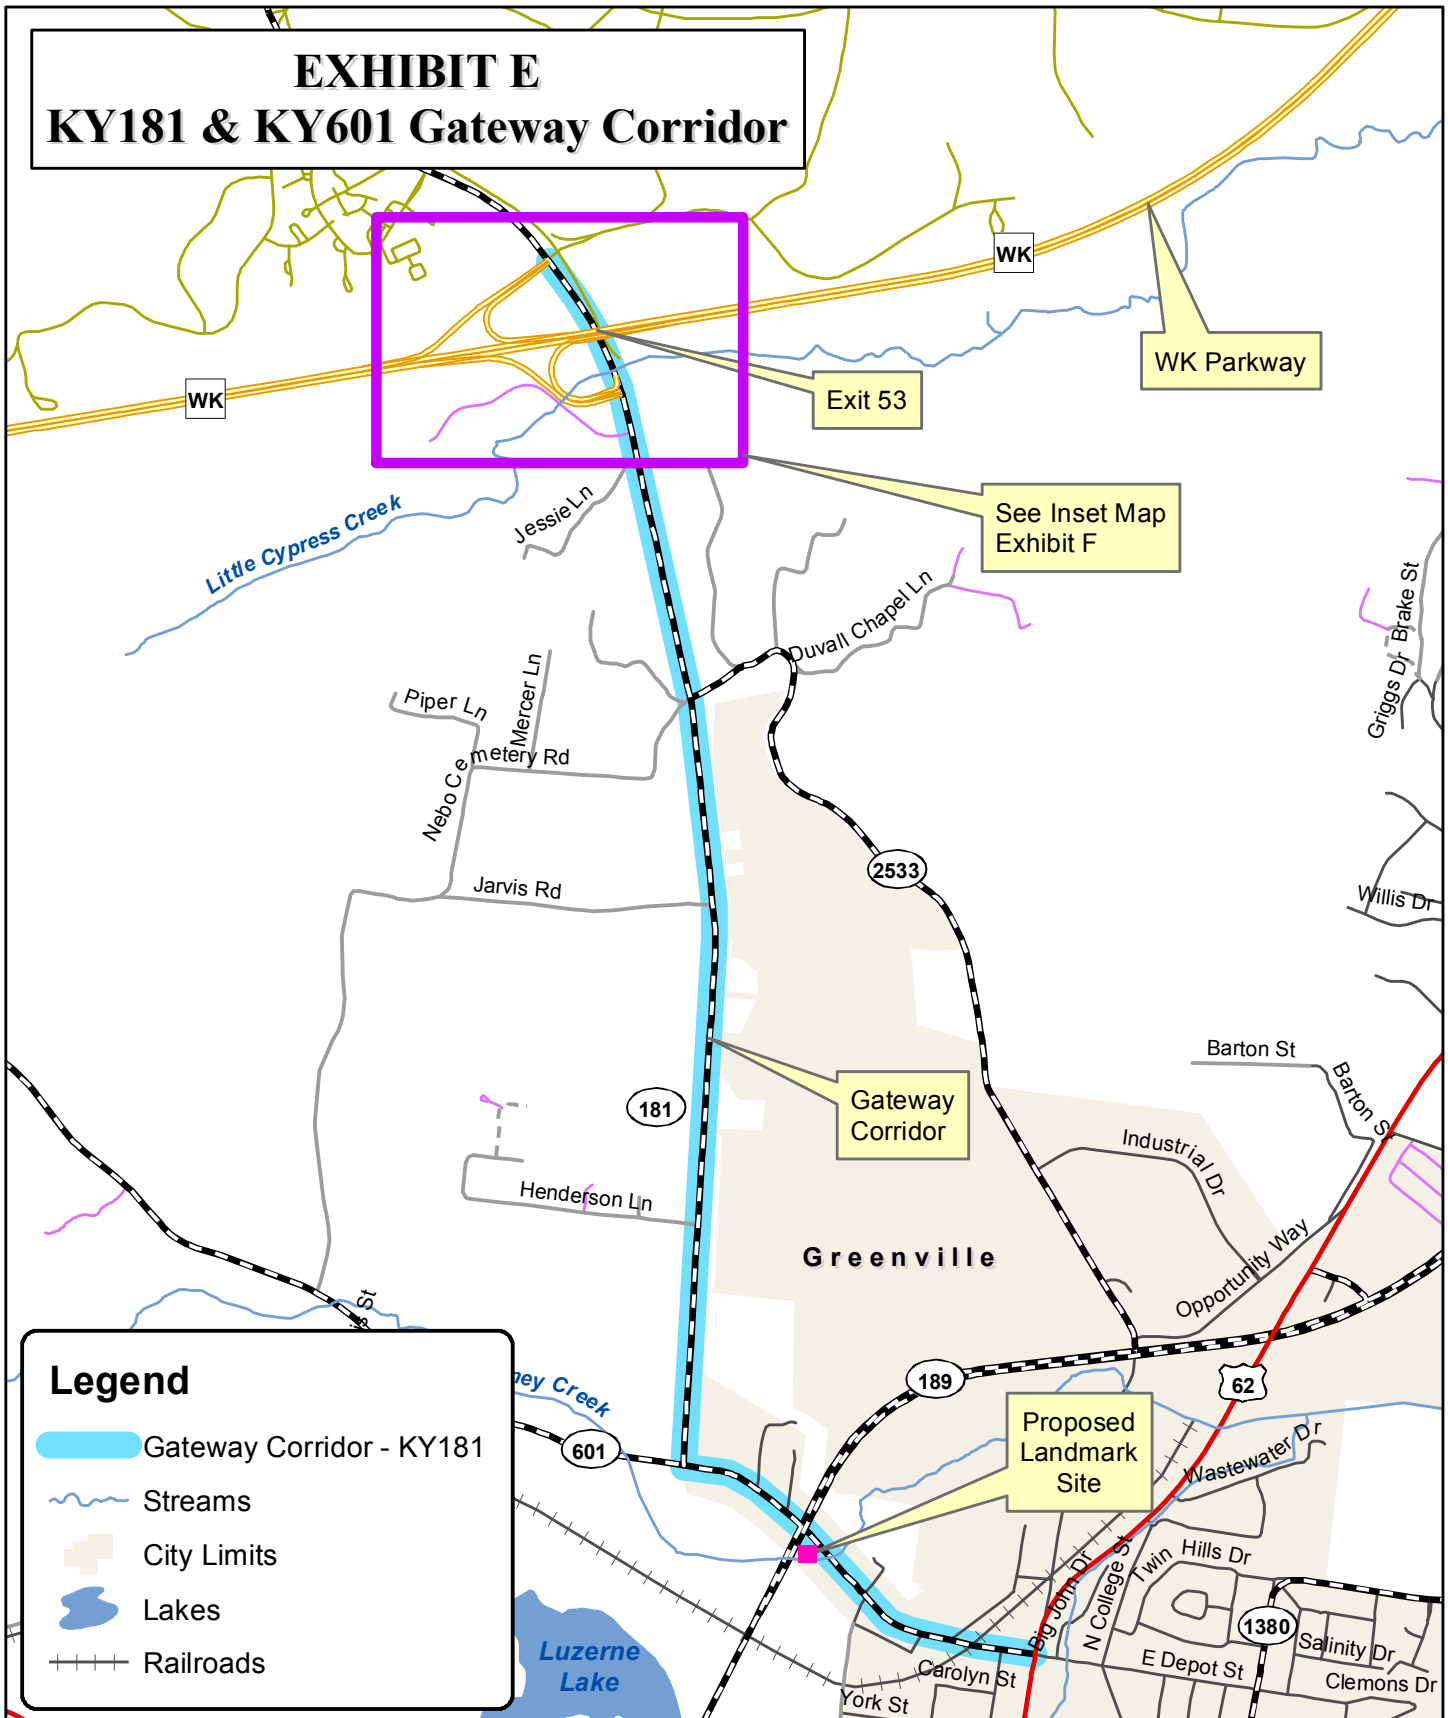 EXHIBIT E
KY181 & KY601 Gateway Corridor
WK
WK Parkway
Exit 53
WK
See Inset Map
Exhibit F
Jessie Ln
Little Cypress Creek
Duvall Chapel Ln
Brake St
Griggs Dr
Mercer Ln
Piper Ln
Nebo Cemetery Rd
2533
Jarvis Rd
Willis Dr
Barton St
Barton St
Gateway
Corridor
181
Industrial Dr
Henderson Ln
Greenville
Opportunity Way
St
189
62
Creek
601
Proposed
Landmark
Site
Wastewater Dr
Legend
Gateway Corridor - KY181
Streams
City Limits
Lakes
Railroads
Big John Dr
N College St
Twin Hills Dr
1380
Salinity Dr
E Depot St
Clemons Dr
Carolyn St
York St
Luzerne
Lake